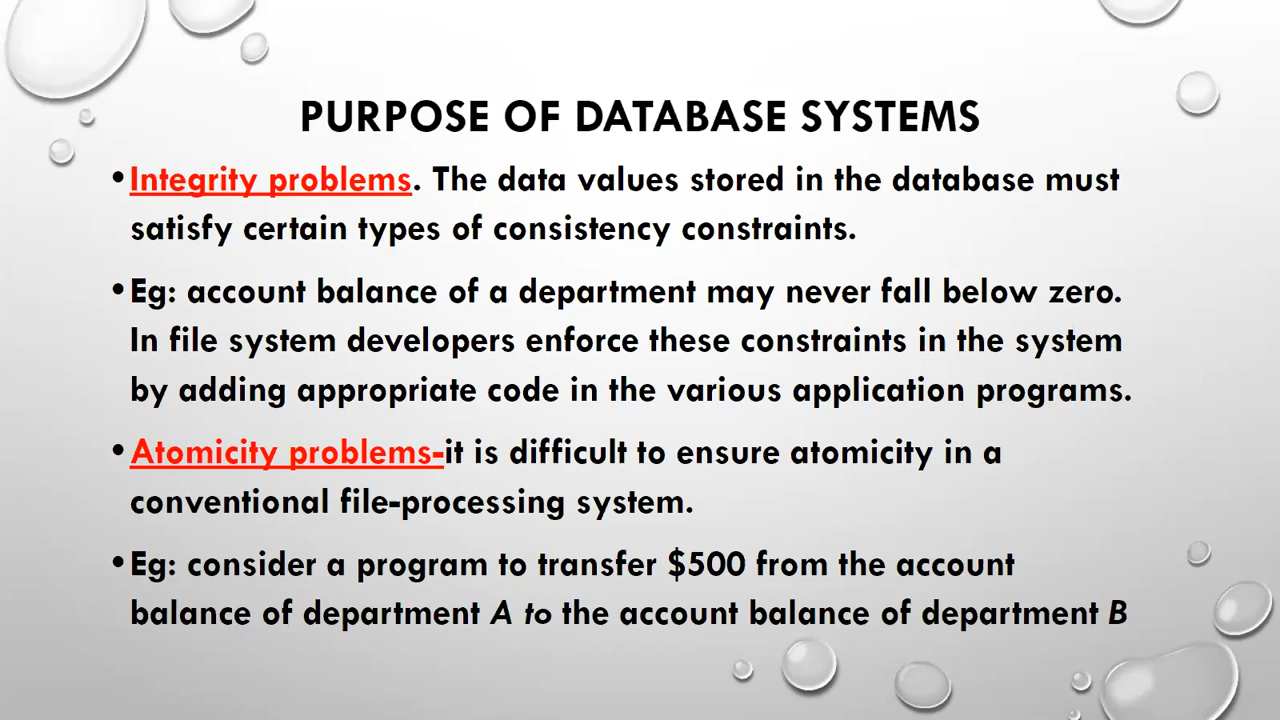 PURPOSE OF DATABASE SYSTEMS
•Integrity problems. The data values stored in the database must
satisfy certain types of consistency constraints.
•Eg: account balance of a department may never fall below zero.
In file system developers enforce these constraints in the system
by adding appropriate code in the various application programs.
•Atomicity problems-it is difficult to ensure atomicity in a
conventional file-processing system.
•Eg: consider a program to transfer $500 from the account
balance of department A to the account balance of department B